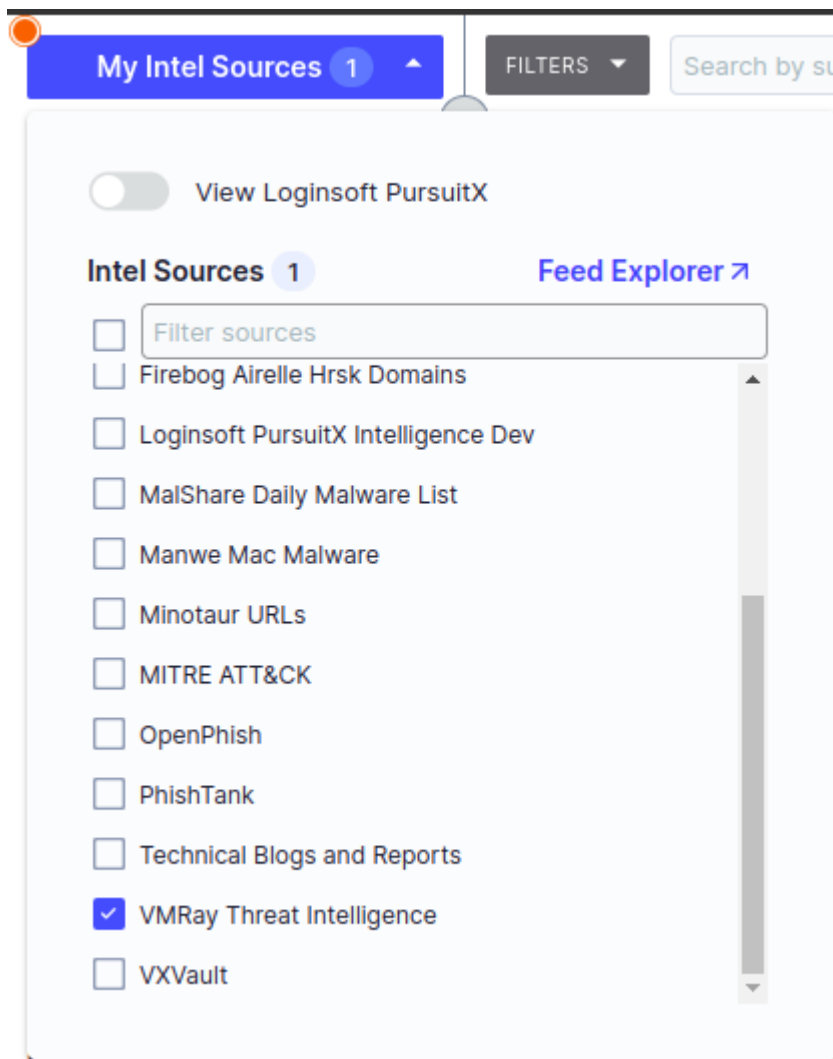 My Intel Sources 1
FILTERS
Search by su
View Loginsoft PursuitX
Intel Sources 1
Feed Explorer
Filter sources
Firebog Airelle Hrsk Domains
Loginsoft PursuitX Intelligence Dev
MalShare Daily Malware List
Manwe Mac Malware
Minotaur URLs
MITRE ATT&CK
OpenPhish
PhishTank
Technical Blogs and Reports
VMRay Threat Intelligence
VXVault